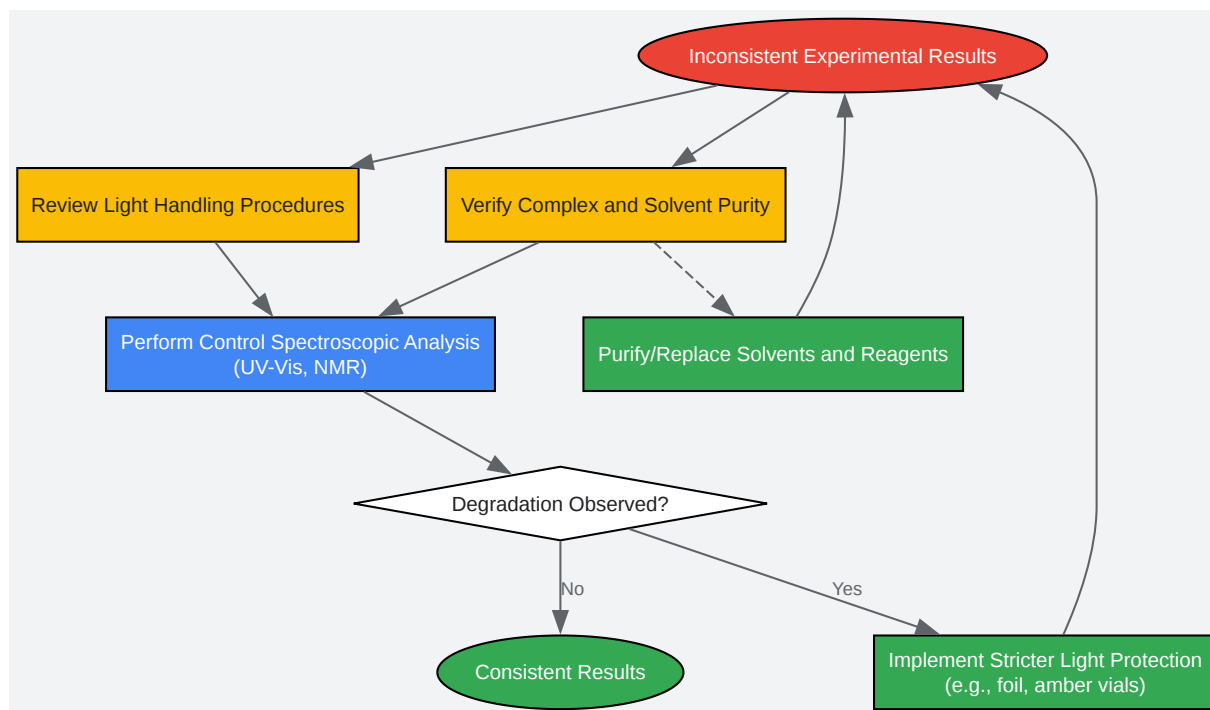 Inconsistent Experimental Results
Review Light Handling Procedures
Verify Complex and Solvent Purity
Perform Control Spectroscopic Analysis
(UV-Vis, NMR)
Purify/Replace Solvents and Reagents
Degradation Observed?
No
Yes
Consistent Results
Implement Stricter Light Protection
(e.g., foil, amber vials)